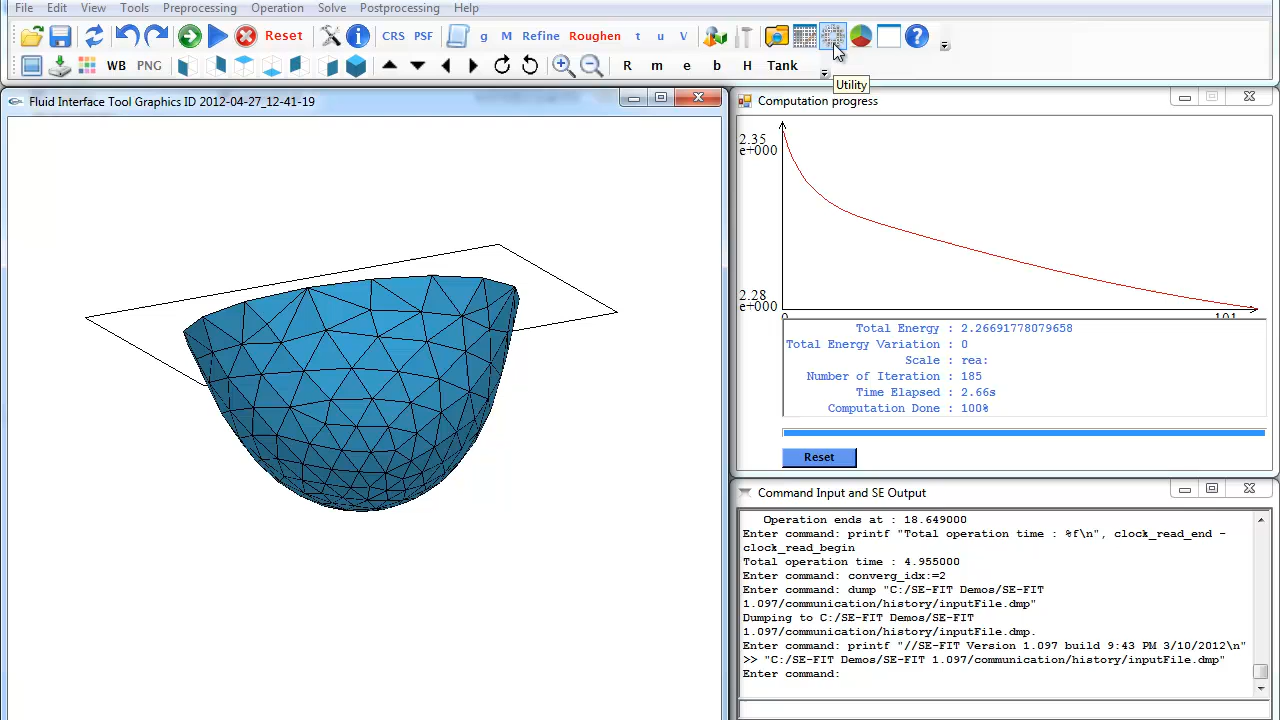 File Edit View Tools Preprocessing Operation Solve Postprocessing Help
Reset CRS PSF g M Refine Roughen t u V
WB PNG R m e b H Tank
Utility
Fluid Interface Tool Graphics ID 2012-04-27_12-41-19
Computation progress
2.35
e+000
2.28
e+000
0 101
Total Energy : 2.26691778079658
Total Energy Variation : 0
Scale : rea:
Number of Iteration : 185
Time Elapsed : 2.66s
Computation Done : 100%
Reset
Command Input and SE Output
Operation ends at : 18.649000
Enter command: printf "Total operation time : %f\n", clock_read_end -
clock_read_begin
Total operation time : 4.955000
Enter command: converg_idx:=2
Enter command: dump "C:/SE-FIT Demos/SE-FIT
1.097/communication/history/inputFile.dmp"
Dumping to C:/SE-FIT Demos/SE-FIT
1.097/communication/history/inputFile.dmp.
Enter command: printf "//SE-FIT Version 1.097 build 9:43 PM 3/10/2012\n"
>> "C:/SE-FIT Demos/SE-FIT 1.097/communication/history/inputFile.dmp"
Enter command: